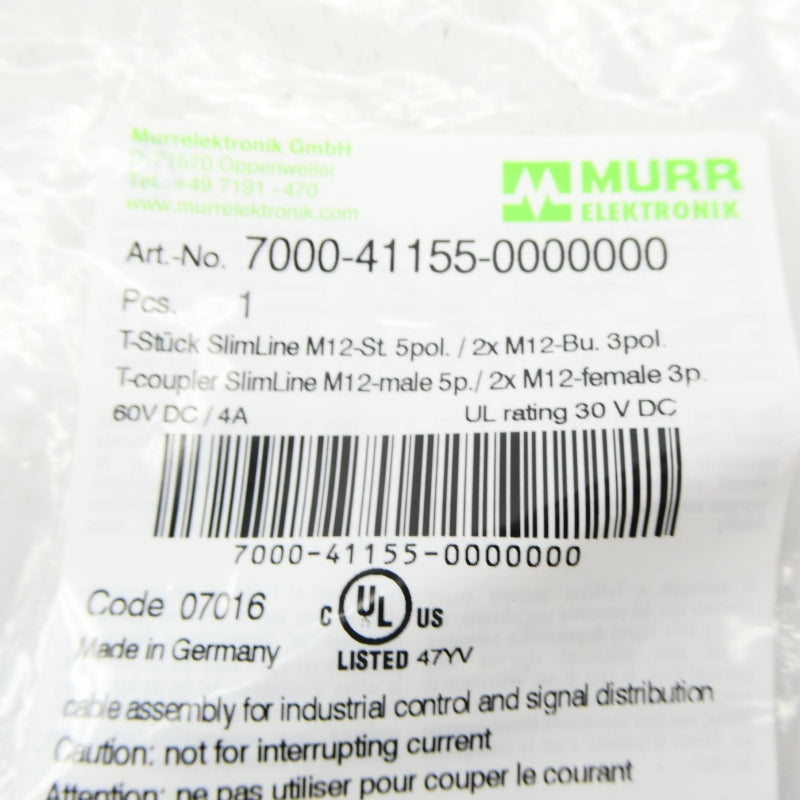 Murrelektronik GmbH
D-71570 Oppenweiler
Tel.: +49 7191 - 470
www.murrelektronik.com
MURR
ELEKTRONIK
Art.-No. 7000-41155-0000000
Pcs. 1
T-Stück SlimLine M12-St. 5pol. / 2x M12-Bu. 3pol.
T-coupler SlimLine M12-male 5p./ 2x M12-female 3p.
60V DC / 4A UL rating 30 V DC
7000-41155-0000000
Code 07016 C UL US
Made in Germany LISTED 47YV
cable assembly for industrial control and signal distribution
Caution: not for interrupting current
Attention: ne pas utiliser pour couper le courant